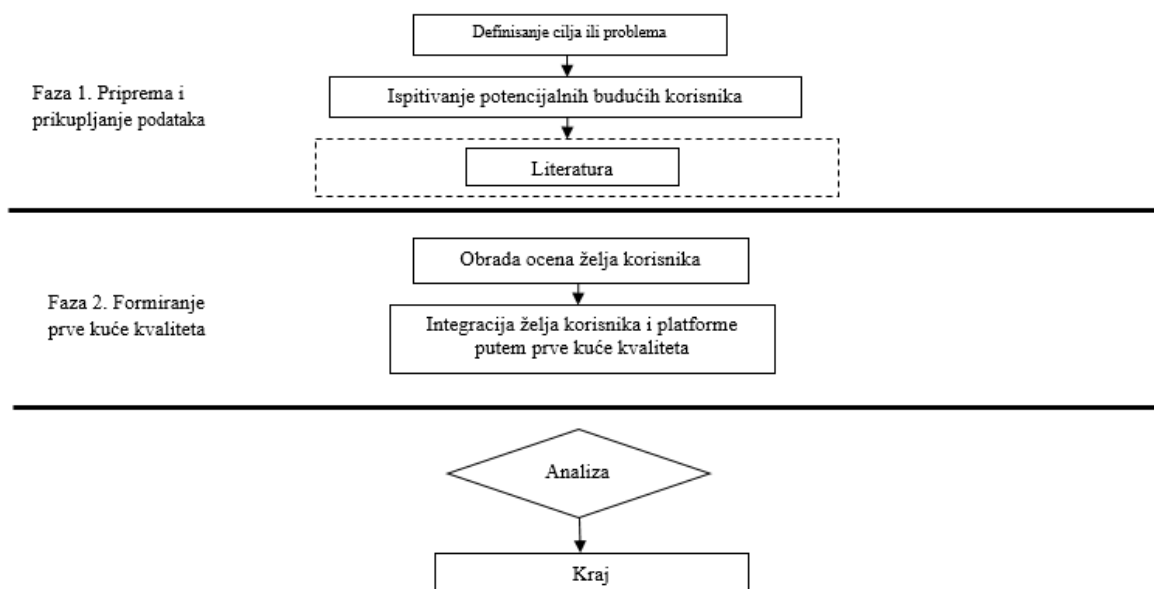 Definisanje cilja ili problema
Faza 1. Priprema i
prikupljanje podataka
Ispitivanje potencijalnih budućih korisnika
Literatura
Obrada ocena želja korisnika
Faza 2. Formiranje
prve kuće kvaliteta
Integracija želja korisnika i platforme
putem prve kuće kvaliteta
Analiza
Kraj